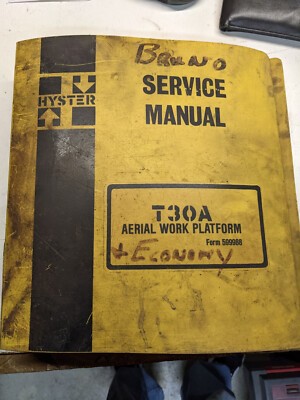 Bruno
HYSTER
SERVICE
MANUAL
T30A
AERIAL WORK PLATFORM
Form 599988
+ ECONOMY